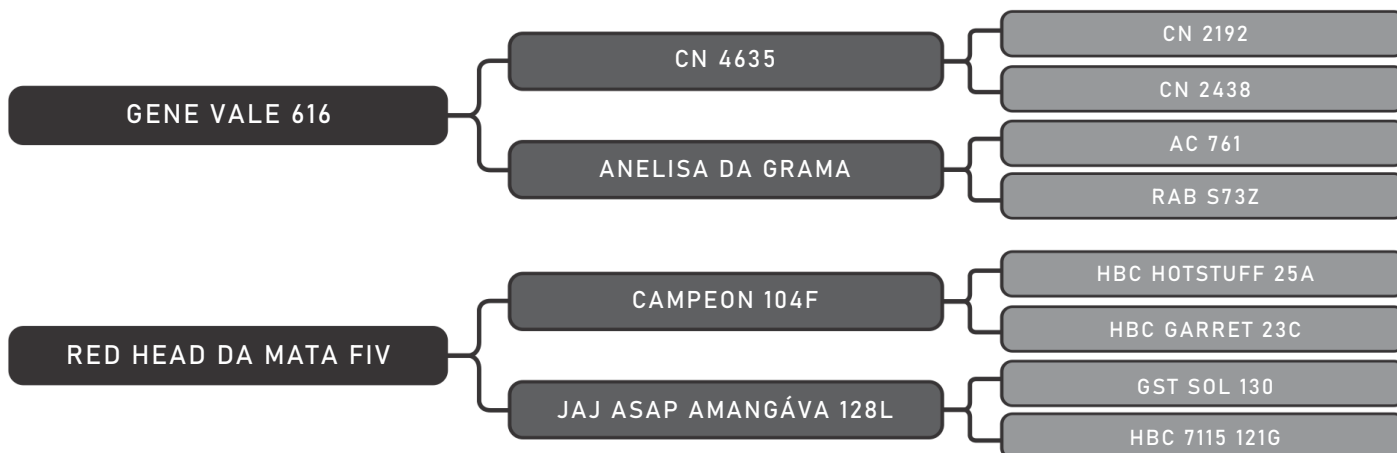 GENE VALE 616
CN 4635
CN 2192
CN 2438
ANELISA DA GRAMA
AC 761
RAB S73Z
RED HEAD DA MATA FIV
CAMPEON 104F
HBC HOTSTUFF 25A
HBC GARRET 23C
JAJ ASAP AMANGÁVA 128L
GST SOL 130
HBC 7115 121G